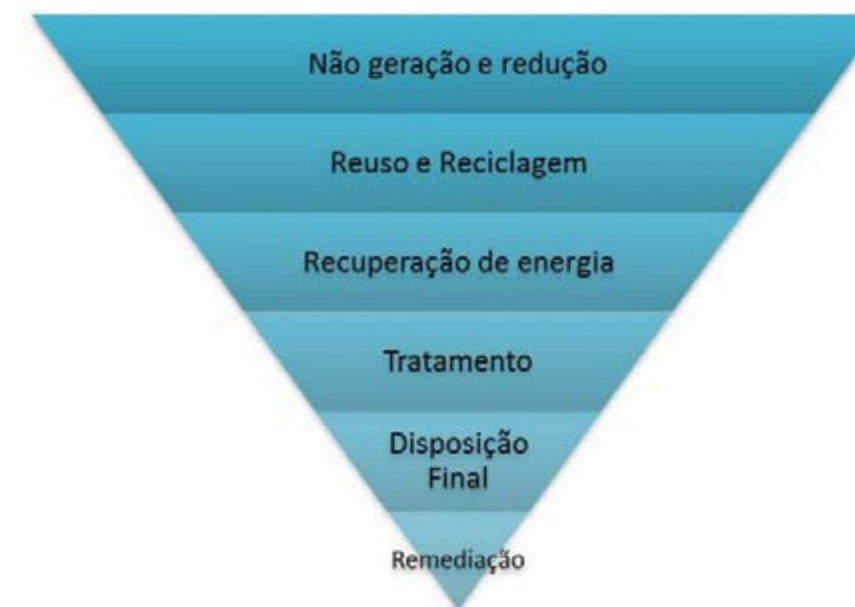 Não geração e redução
Reuso e Reciclagem
Recuperação de energia
Tratamento
Disposição
Final
Remediação